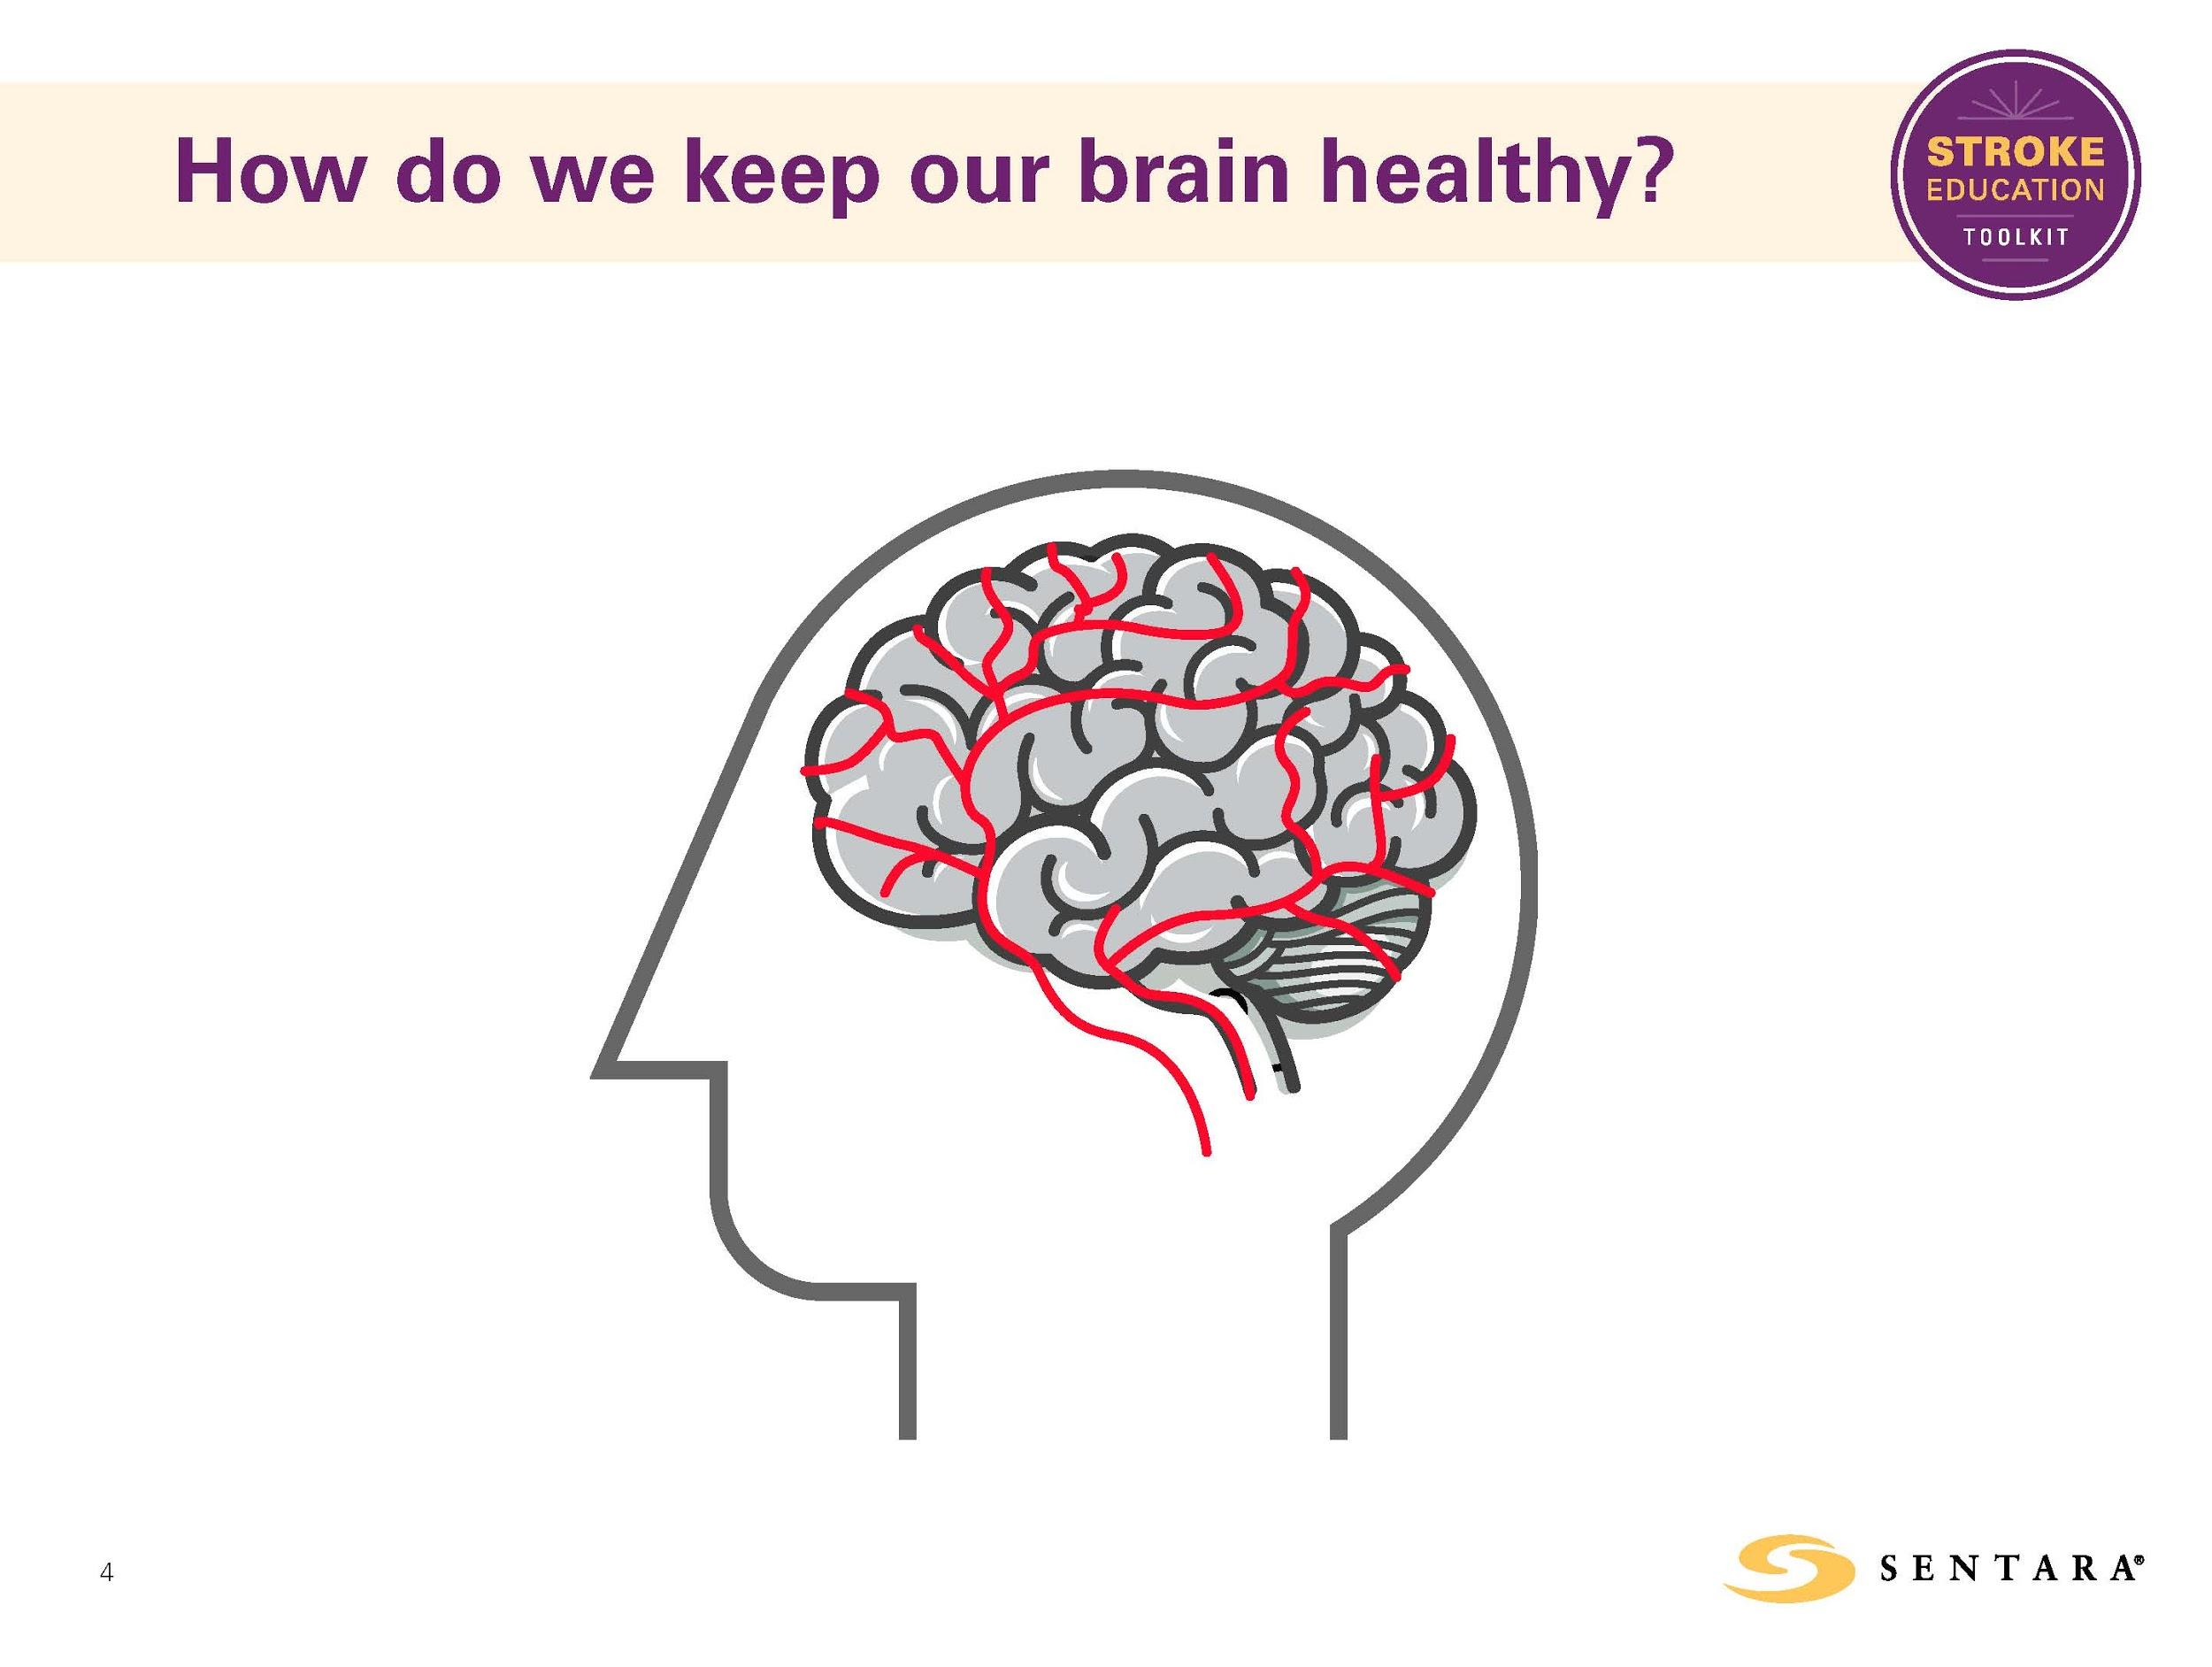 How do we keep our brain healthy?
STROKE
EDUCATION
TOOLKIT
4
SENTARA®